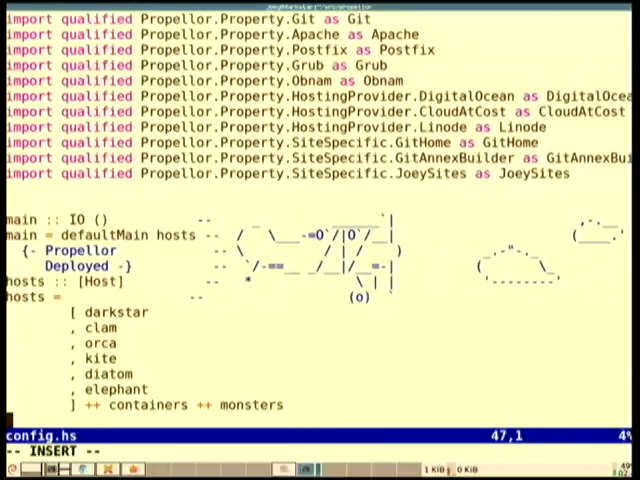 import qualified Propellor.Property.Git as Git
import qualified Propellor.Property.Apache as Apache
import qualified Propellor.Property.Postfix as Postfix
import qualified Propellor.Property.Grub as Grub
import qualified Propellor.Property.Obnam as Obnam
import qualified Propellor.Property.HostingProvider.DigitalOcean as DigitalOcea
import qualified Propellor.Property.HostingProvider.CloudAtCost as CloudAtCost
import qualified Propellor.Property.HostingProvider.Linode as Linode
import qualified Propellor.Property.SiteSpecific.GitHome as GitHome
import qualified Propellor.Property.SiteSpecific.GitAnnexBuilder as GitAnnexBui
import qualified Propellor.Property.SiteSpecific.JoeySites as JoeySites
main :: IO () --
main = defaultMain hosts --
{- Propellor --
Deployed -} --
hosts :: [Host] --
hosts = --
[ darkstar
, clam
, orca
, kite
, diatom
, elephant
] ++ containers ++ monsters
config.hs 47,1 4%
-- INSERT --
1 KiB 0 KiB